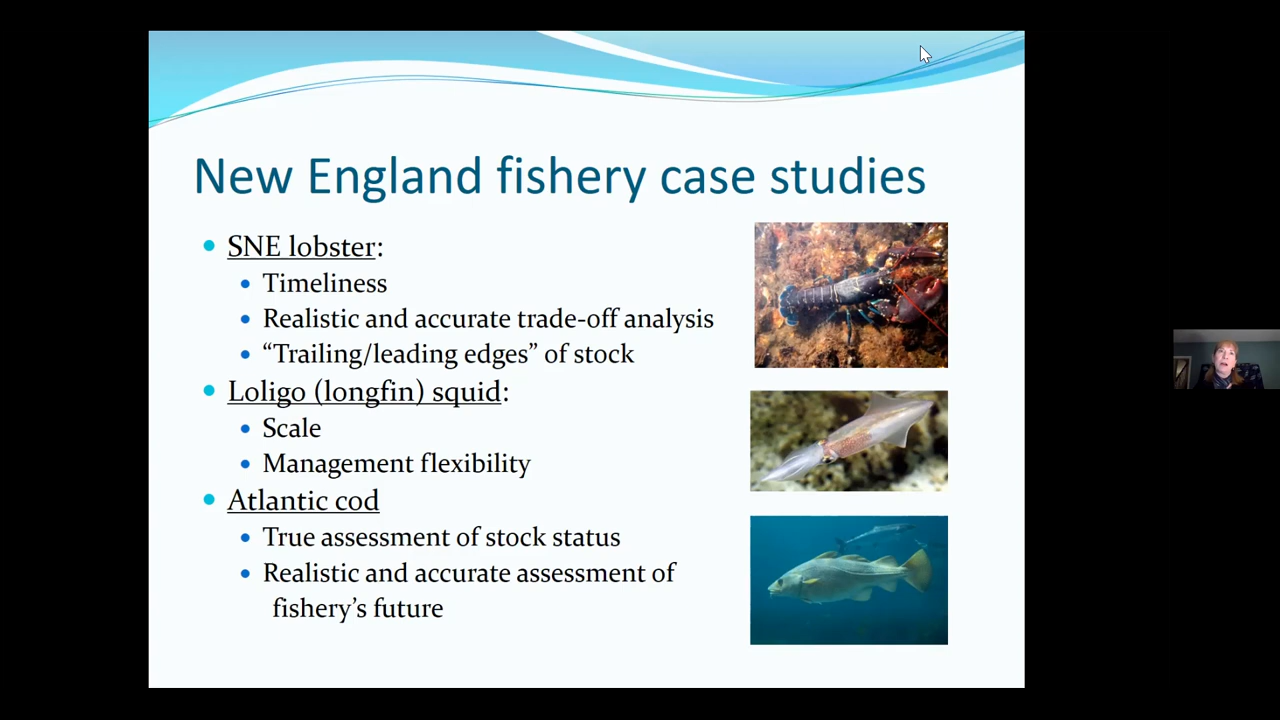 New England fishery case studies
SNE lobster:
Timeliness
Realistic and accurate trade-off analysis
“Trailing/leading edges” of stock
Loligo (longfin) squid:
Scale
Management flexibility
Atlantic cod
True assessment of stock status
Realistic and accurate assessment of
fishery’s future